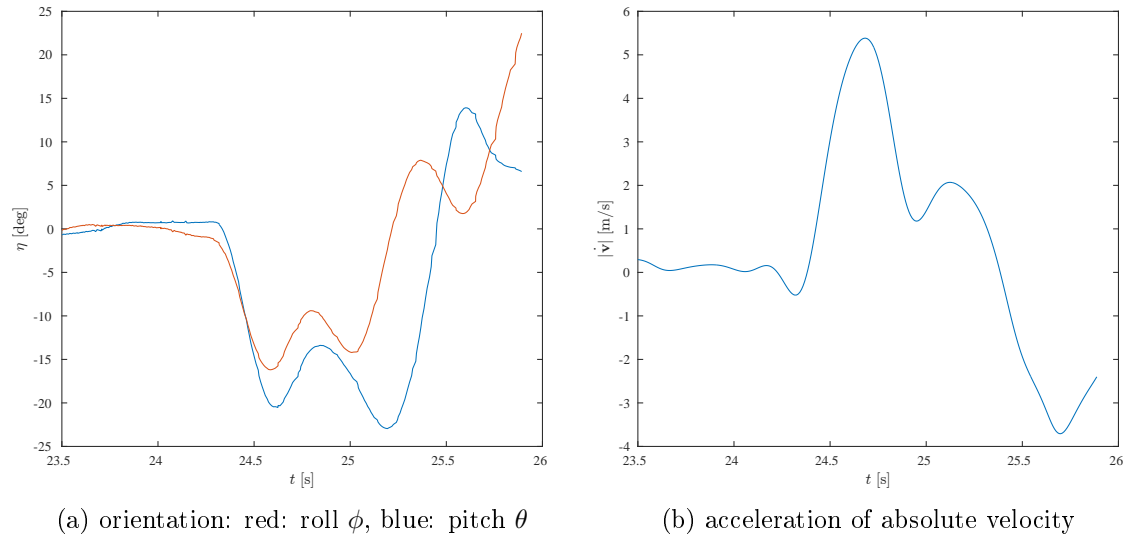 25
20
15
10
5
0
-5
-10
-15
-20
-25
η [deg]
23.5 24 24.5 25 25.5 26
t [s]
6
5
4
3
2
1
0
-1
-2
-3
-4
|v̇| [m/s]
23.5 24 24.5 25 25.5 26
t [s]
(a) orientation: red: roll ϕ, blue: pitch θ
(b) acceleration of absolute velocity